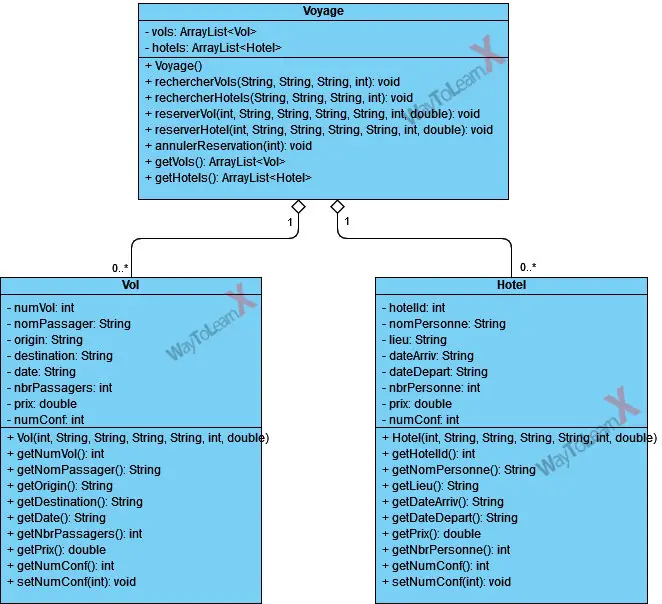 Voyage
- vols: ArrayList<Vol>
- hotels: ArrayList<Hotel>
+ Voyage()
+ rechercherVols(String, String, String, int): void
+ rechercherHotels(String, String, String, int): void
+ reserverVol(int, String, String, String, String, int, double): void
+ reserverHotel(int, String, String, String, String, int, double): void
+ annulerReservation(int): void
+ getVols(): ArrayList<Vol>
+ getHotels(): ArrayList<Hotel>
WayToLearnX
1
1
0..*
0..*
Vol
- numVol: int
- nomPassager: String
- origin: String
- destination: String
- date: String
- nbrPassagers: int
- prix: double
- numConf: int
+ Vol(int, String, String, String, String, int, double)
+ getNumVol(): int
+ getNomPassager(): String
+ getOrigin(): String
+ getDestination(): String
+ getDate(): String
+ getNbrPassagers(): int
+ getPrix(): double
+ getNumConf(): int
+ setNumConf(int): void
WayToLearnX
Hotel
- hotelId: int
- nomPersonne: String
- lieu: String
- dateArriv: String
- dateDepart: String
- nbrPersonne: int
- prix: double
- numConf: int
+ Hotel(int, String, String, String, String, int, double)
+ getHotelId(): int
+ getNomPersonne(): String
+ getLieu(): String
+ getDateArriv(): String
+ getDateDepart(): String
+ getPrix(): double
+ getNbrPersonne(): int
+ getNumConf(): int
+ setNumConf(int): void
WayToLearnX